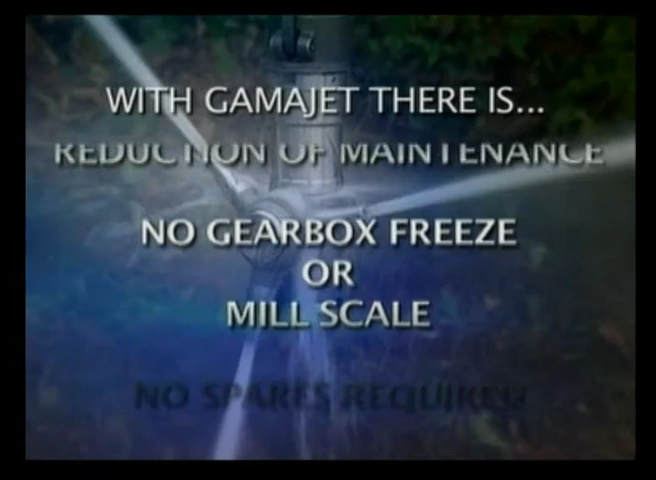 WITH GAMAJET THERE IS...
REDUCTION OF MAINTENANCE
NO GEARBOX FREEZE
OR
MILL SCALE
NO SPARES REQUIRED